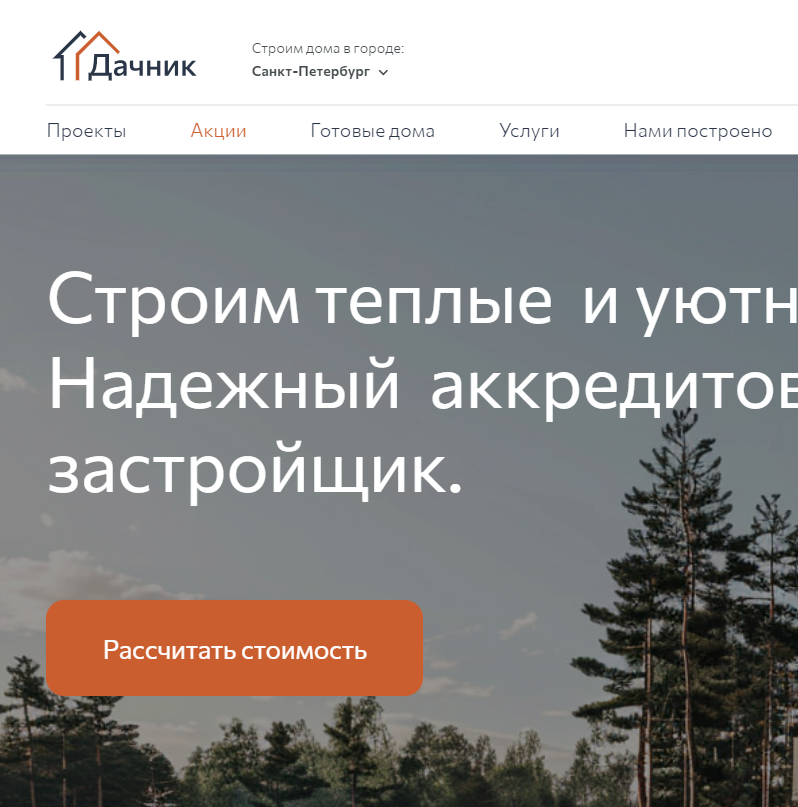 Дачник
Строим дома в городе:
Санкт-Петербург
Проекты Акции Готовые дома Услуги Нами построено
Строим теплые и уютн
Надежный аккредитов
застройщик.
Рассчитать стоимость